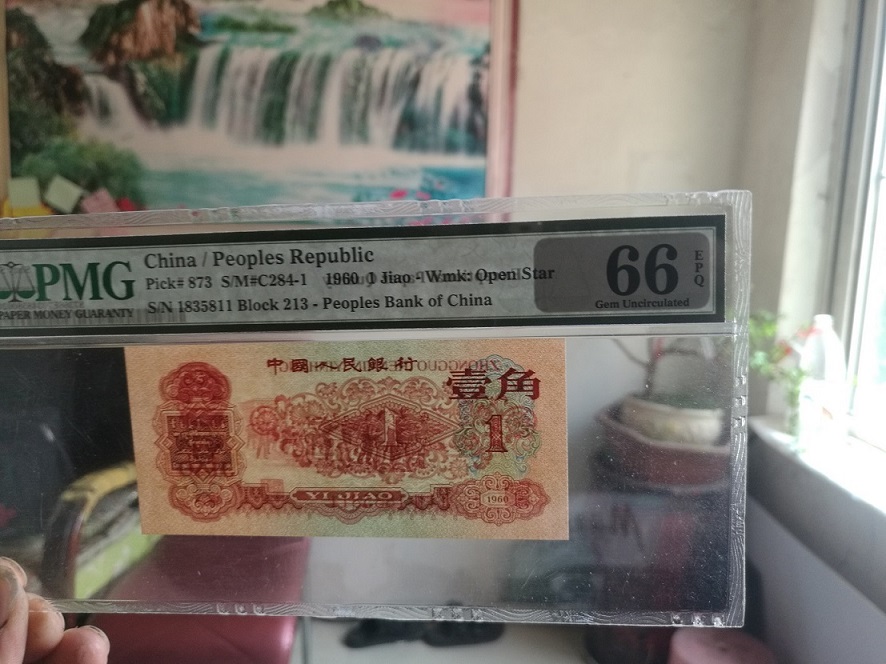 PMG
PAPER MONEY GUARANTY
China / Peoples Republic
Pick# 873 S/M#C284-1 1960 1 Jiao - Wmk: Open Star
S/N 1835811 Block 213 - Peoples Bank of China
66
EPQ
Gem Uncirculated
中國人民銀行
壹角
1
1
YI JIAO
1960